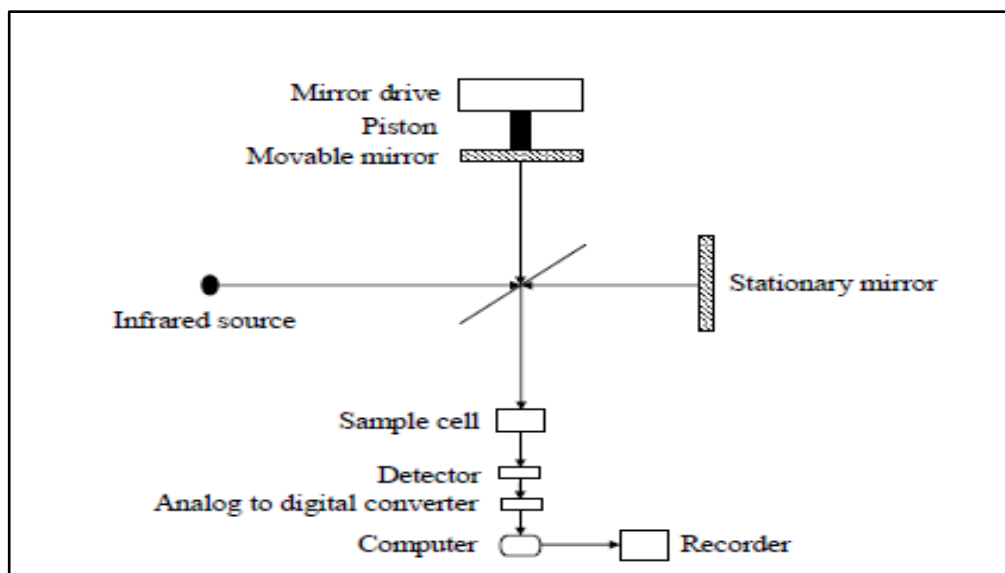 Mirror drive
Piston
Movable mirror
Stationary mirror
Infrared source
Sample cell
Detector
Analog to digital converter
Computer
Recorder